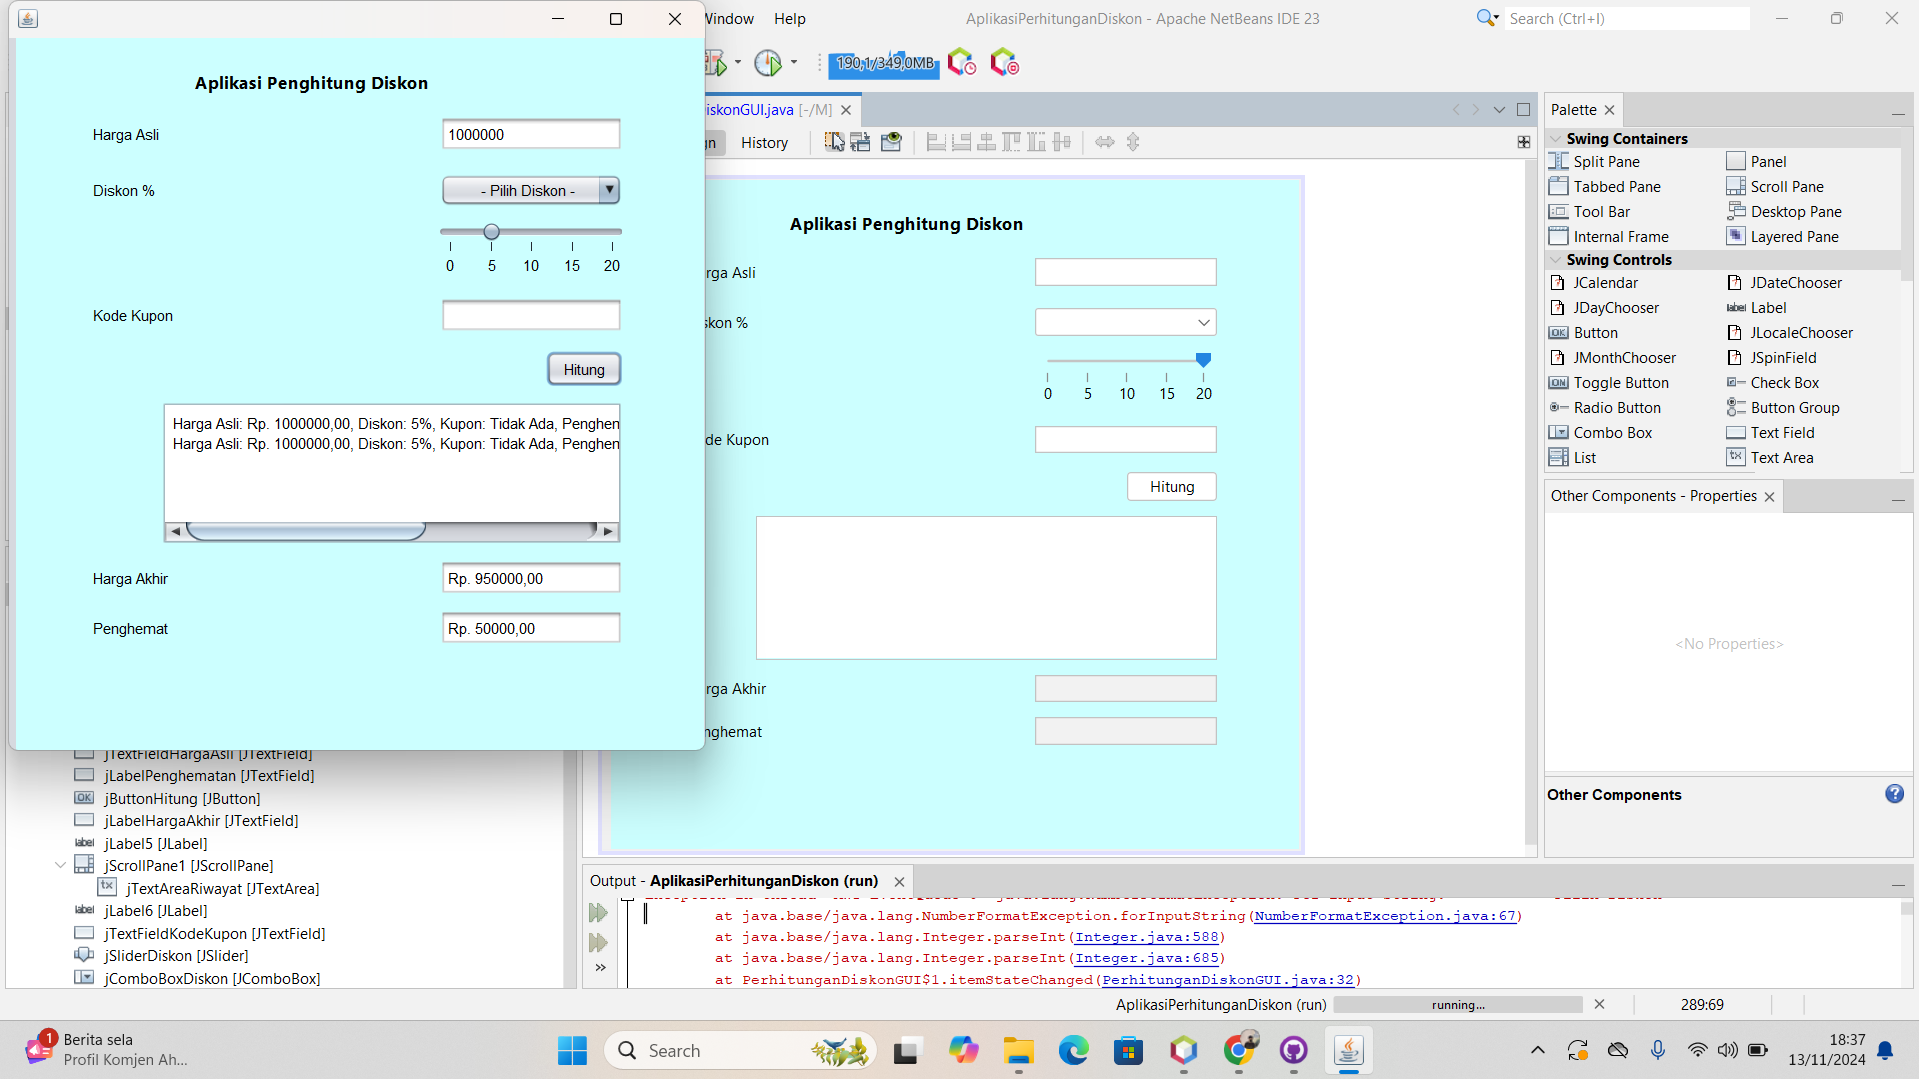 Window Help
AplikasiPerhitunganDiskon - Apache NetBeans IDE 23
Search (Ctrl+I)
190,1/349,0MB
iskonGUI.java [-/M]
History
Aplikasi Penghitung Diskon
Harga Asli
1000000
Diskon %
- Pilih Diskon -
0 5 10 15 20
Kode Kupon
Hitung
Harga Asli: Rp. 1000000,00, Diskon: 5%, Kupon: Tidak Ada, Penghen
Harga Asli: Rp. 1000000,00, Diskon: 5%, Kupon: Tidak Ada, Penghen
Harga Akhir
Rp. 950000,00
Penghemat
Rp. 50000,00
Aplikasi Penghitung Diskon
rga Asli
skon %
0 5 10 15 20
de Kupon
Hitung
rga Akhir
nghemat
Palette
Swing Containers
Split Pane Panel
Tabbed Pane Scroll Pane
Tool Bar Desktop Pane
Internal Frame Layered Pane
Swing Controls
JCalendar JDateChooser
JDayChooser label Label
OK Button JLocaleChooser
JMonthChooser JSpinField
ON Toggle Button Check Box
Radio Button Button Group
Combo Box Text Field
List Text Area
Other Components - Properties
<No Properties>
Other Components
jTextFieldHargaAsli [JTextField]
jLabelPenghematan [JTextField]
OK jButtonHitung [JButton]
jLabelHargaAkhir [JTextField]
label jLabel5 [JLabel]
jScrollPane1 [JScrollPane]
jTextAreaRiwayat [JTextArea]
label jLabel6 [JLabel]
jTextFieldKodeKupon [JTextField]
jSliderDiskon [JSlider]
jComboBoxDiskon [JComboBox]
Output - AplikasiPerhitunganDiskon (run)
at java.base/java.lang.NumberFormatException.forInputString(NumberFormatException.java:67)
at java.base/java.lang.Integer.parseInt(Integer.java:588)
at java.base/java.lang.Integer.parseInt(Integer.java:685)
at PerhitunganDiskonGUI$1.itemStateChanged(PerhitunganDiskonGUI.java:32)
AplikasiPerhitunganDiskon (run)
running...
289:69
1
Berita sela
Profil Komjen Ah...
Search
18:37
13/11/2024